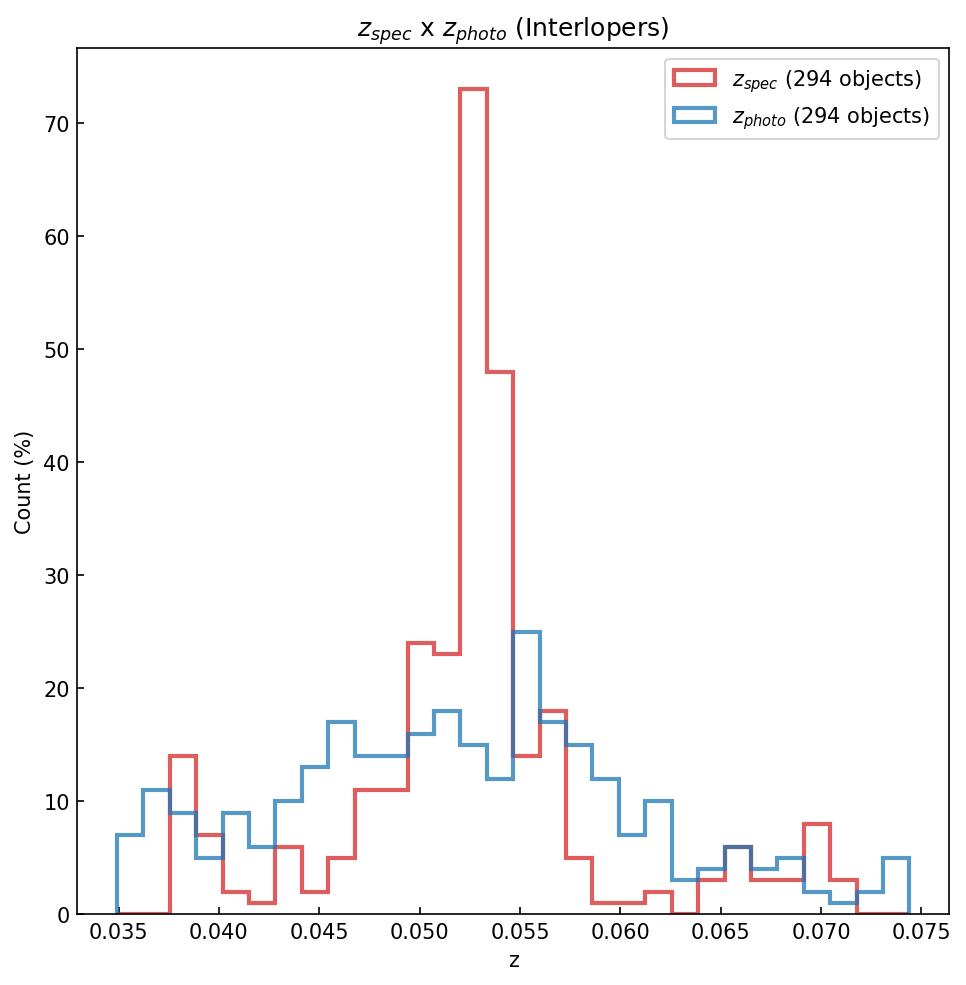 z_spec x z_photo (Interlopers)
z_spec (294 objects)
z_photo (294 objects)
Count (%)
70
60
50
40
30
20
10
0
0.035 0.040 0.045 0.050 0.055 0.060 0.065 0.070 0.075
z